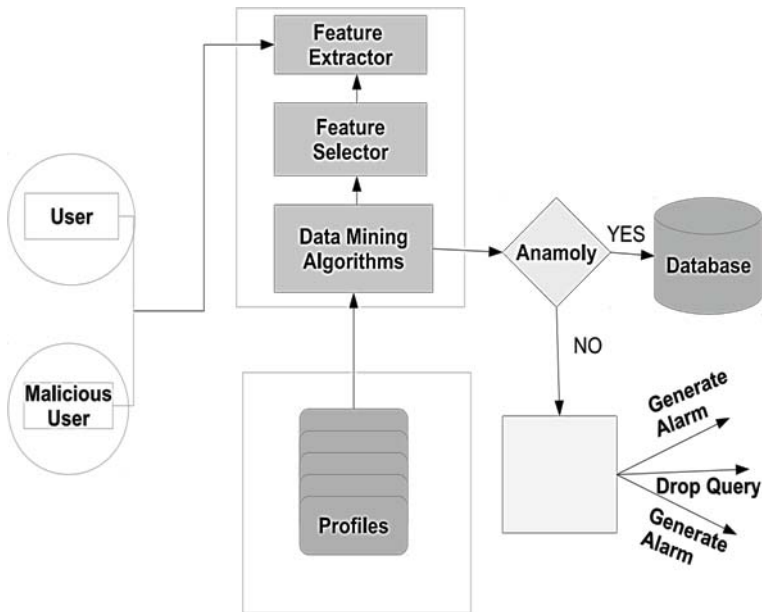 Feature
Extractor
Feature
Selector
User
Data Mining
Algorithms
Anamoly
YES
Database
NO
Malicious
User
Profiles
Generate
Alarm
Drop Query
Generate
Alarm